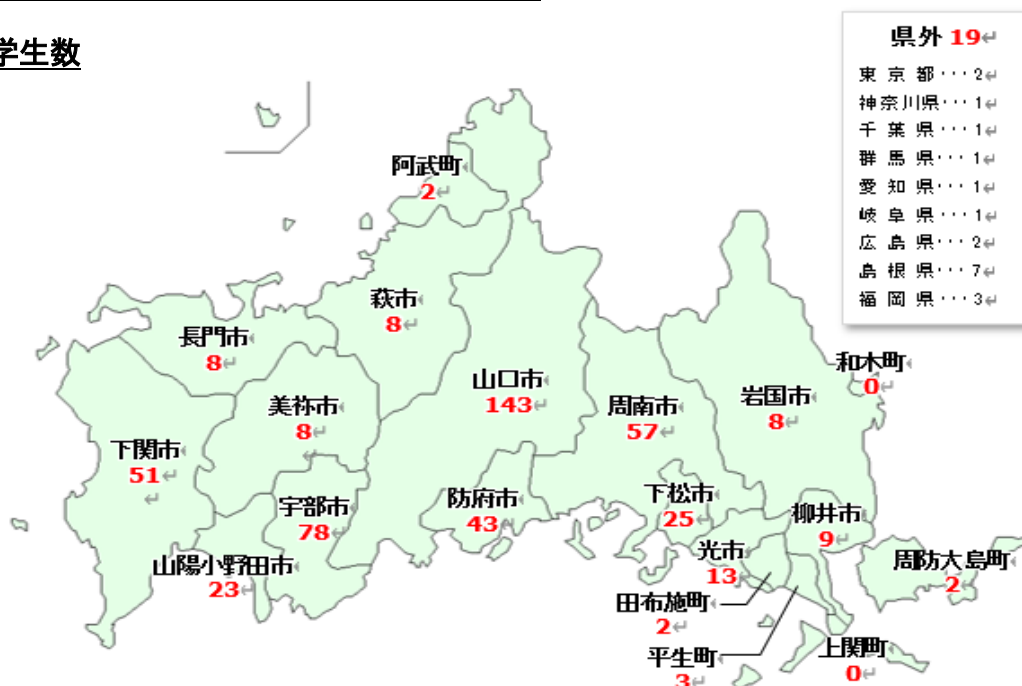 学生数
県外 19
東京都・・・2
神奈川県・・・1
千葉県・・・1
群馬県・・・1
愛知県・・・1
岐阜県・・・1
広島県・・・2
島根県・・・7
福岡県・・・3
阿武町
2
萩市
8
長門市
8
和木町
0
山口市
143
美祢市
8
周南市
57
岩国市
8
下関市
51
宇部市
78
防府市
43
下松市
25
柳井市
9
光市
13
周防大島町
2
山陽小野田市
23
田布施町
2
平生町
3
上関町
0